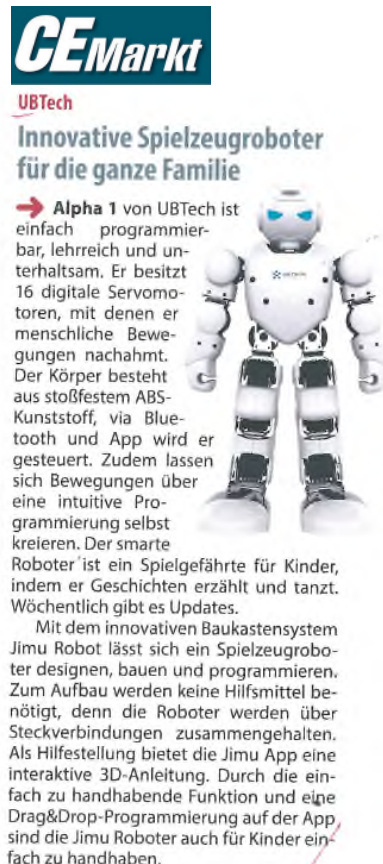 CEMarkt
UBTech
Innovative Spielzeugroboter
für die ganze Familie
➔ Alpha 1 von UBTech ist
einfach programmier-
bar, lehrreich und un-
terhaltsam. Er besitzt
16 digitale Servomo-
toren, mit denen er
menschliche Bewe-
gungen nachahmt.
Der Körper besteht
aus stoßfestem ABS-
Kunststoff, via Blue-
tooth und App wird er
gesteuert. Zudem lassen
sich Bewegungen über
eine intuitive Pro-
grammierung selbst
kreieren. Der smarte
Roboter ist ein Spielgefährte für Kinder,
indem er Geschichten erzählt und tanzt.
Wöchentlich gibt es Updates.
Mit dem innovativen Baukastensystem
Jimu Robot lässt sich ein Spielzeugrobo-
ter designen, bauen und programmieren.
Zum Aufbau werden keine Hilfsmittel be-
nötigt, denn die Roboter werden über
Steckverbindungen zusammengehalten.
Als Hilfestellung bietet die Jimu App eine
interaktive 3D-Anleitung. Durch die ein-
fach zu handhabende Funktion und eine
Drag&Drop-Programmierung auf der App
sind die Jimu Roboter auch für Kinder ein-
fach zu handhaben.